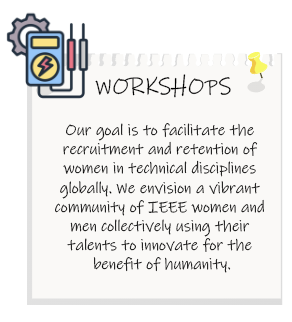 WORKSHOPS
Our goal is to facilitate the
recruitment and retention of
women in technical disciplines
globally. We envision a vibrant
community of IEEE women and
men collectively using their
talents to innovate for the
benefit of humanity.